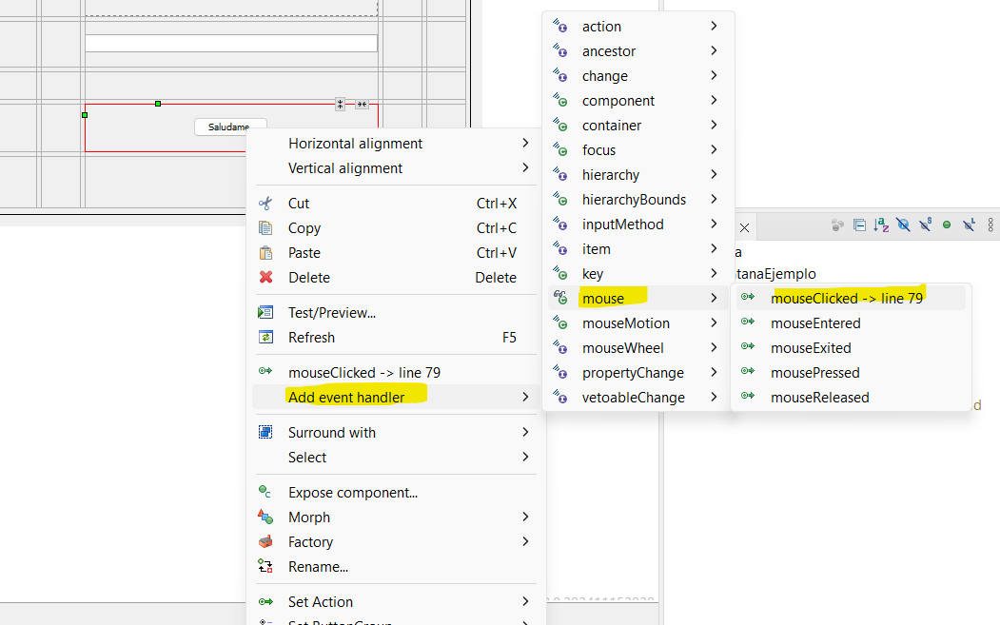 Saludame
Horizontal alignment
Vertical alignment
Cut Ctrl+X
Copy Ctrl+C
Paste Ctrl+V
Delete Delete
Test/Preview...
Refresh F5
mouseClicked -> line 79
Add event handler
Surround with
Select
Expose component...
Morph
Factory
Rename...
Set Action
Set ButtonGroup
action
ancestor
change
component
container
focus
hierarchy
hierarchyBounds
inputMethod
item
key
mouse
mouseMotion
mouseWheel
propertyChange
vetoableChange
a
tanaEjemplo
mouseClicked -> line 79
mouseEntered
mouseExited
mousePressed
mouseReleased
d